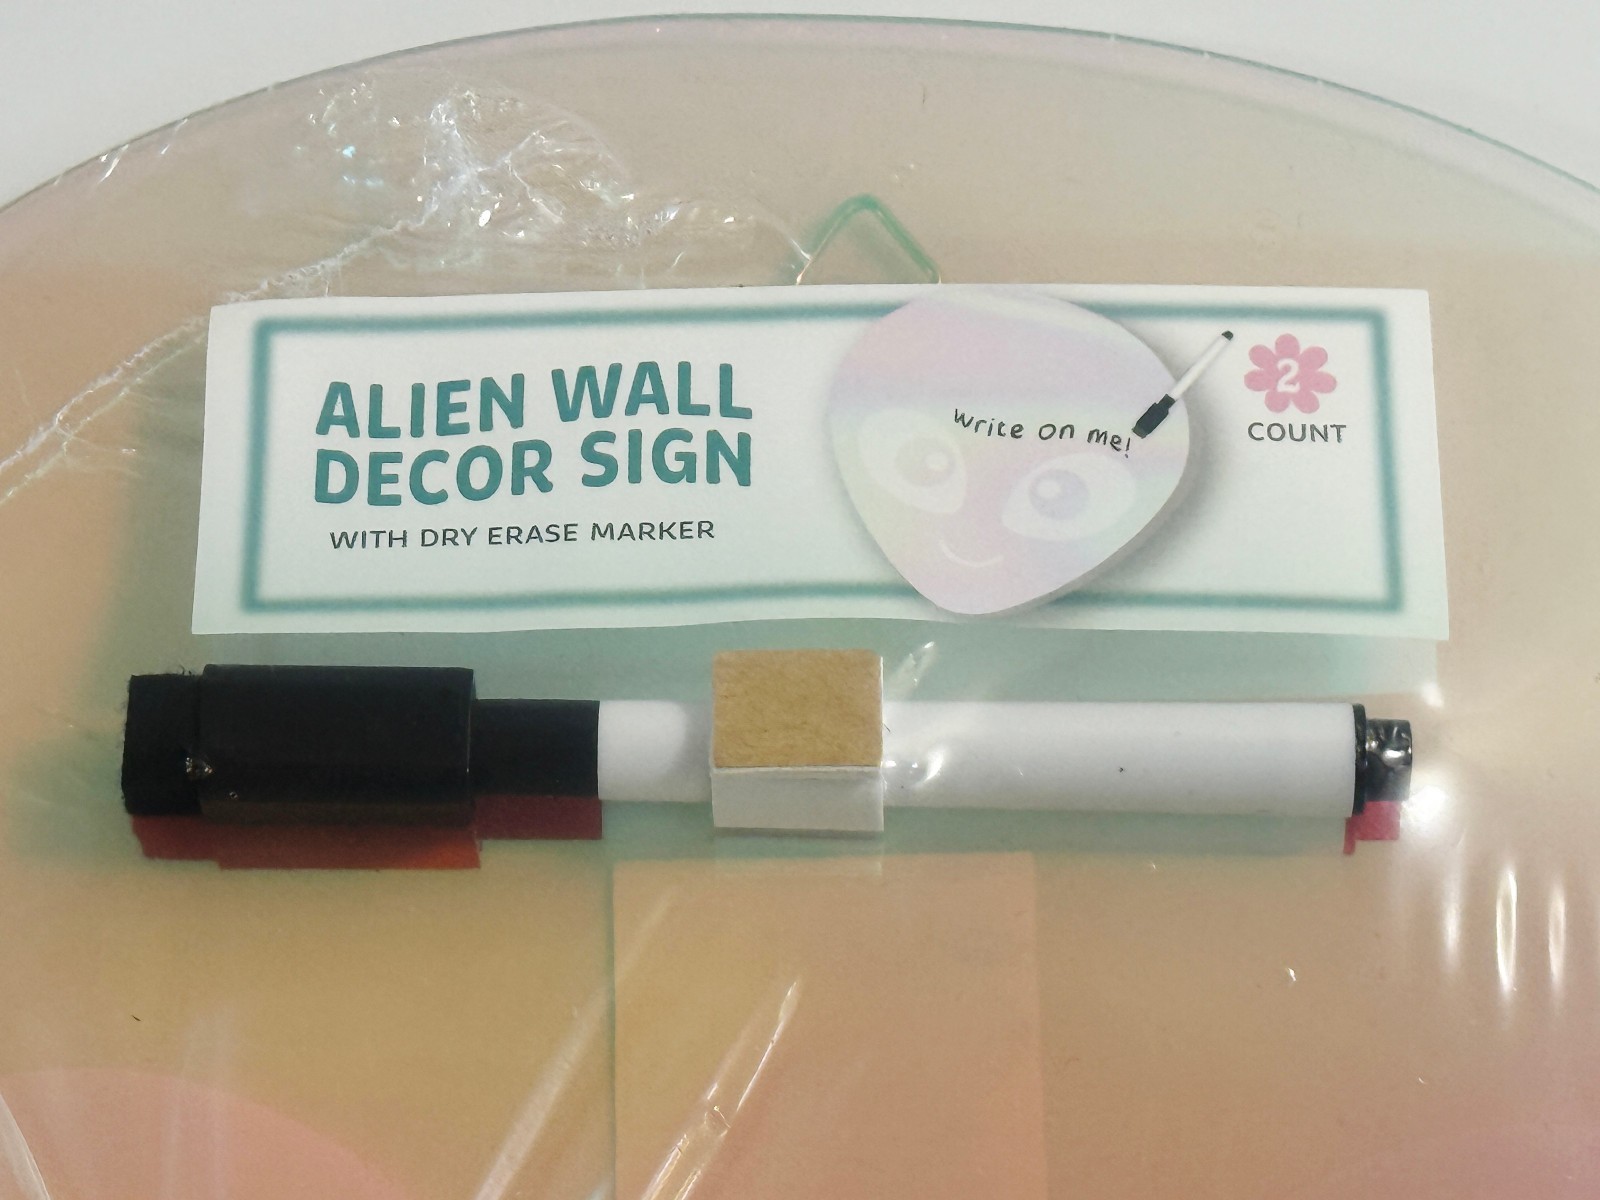 ALIEN WALL
DECOR SIGN
WITH DRY ERASE MARKER
Write on me!
2
COUNT